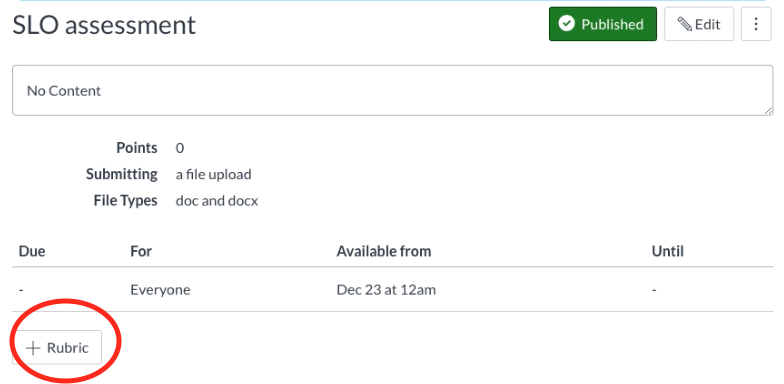 SLO assessment
Published
Edit
No Content
Points 0
Submitting a file upload
File Types doc and docx
Due For Available from Until
- Everyone Dec 23 at 12am -
+ Rubric